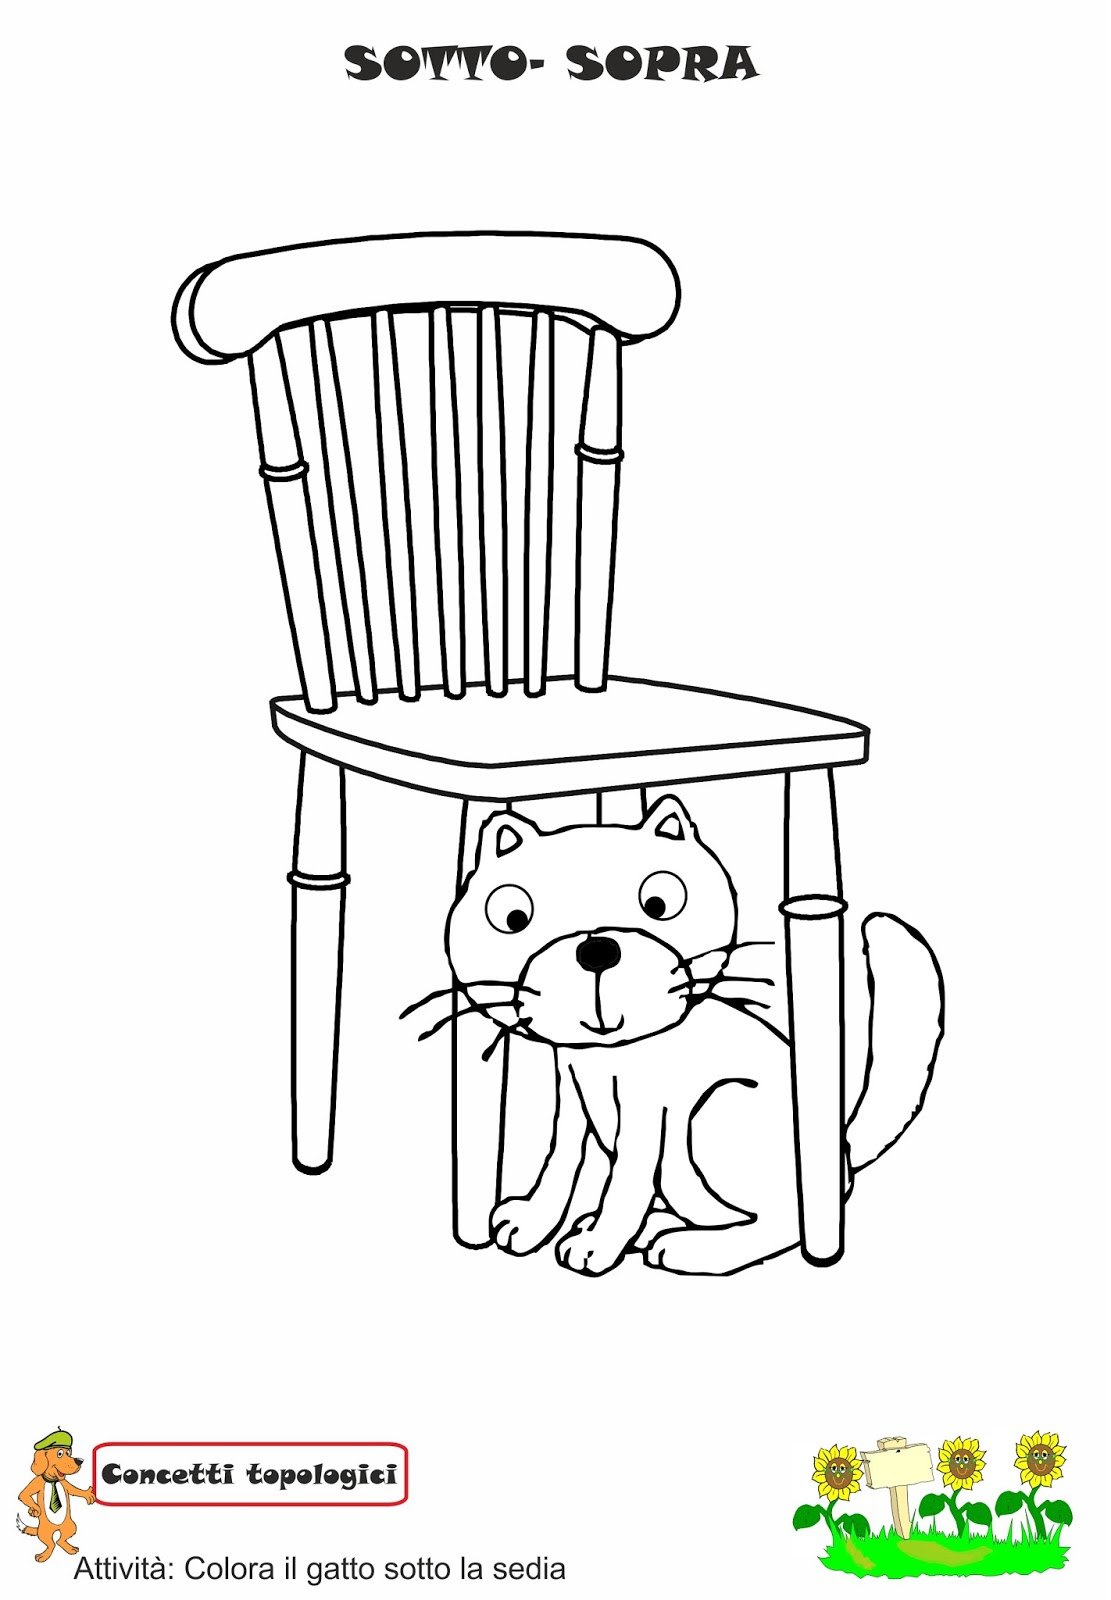 SOTTO- SOPRA
Concetti topologici
Attività: Colora il gatto sotto la sedia